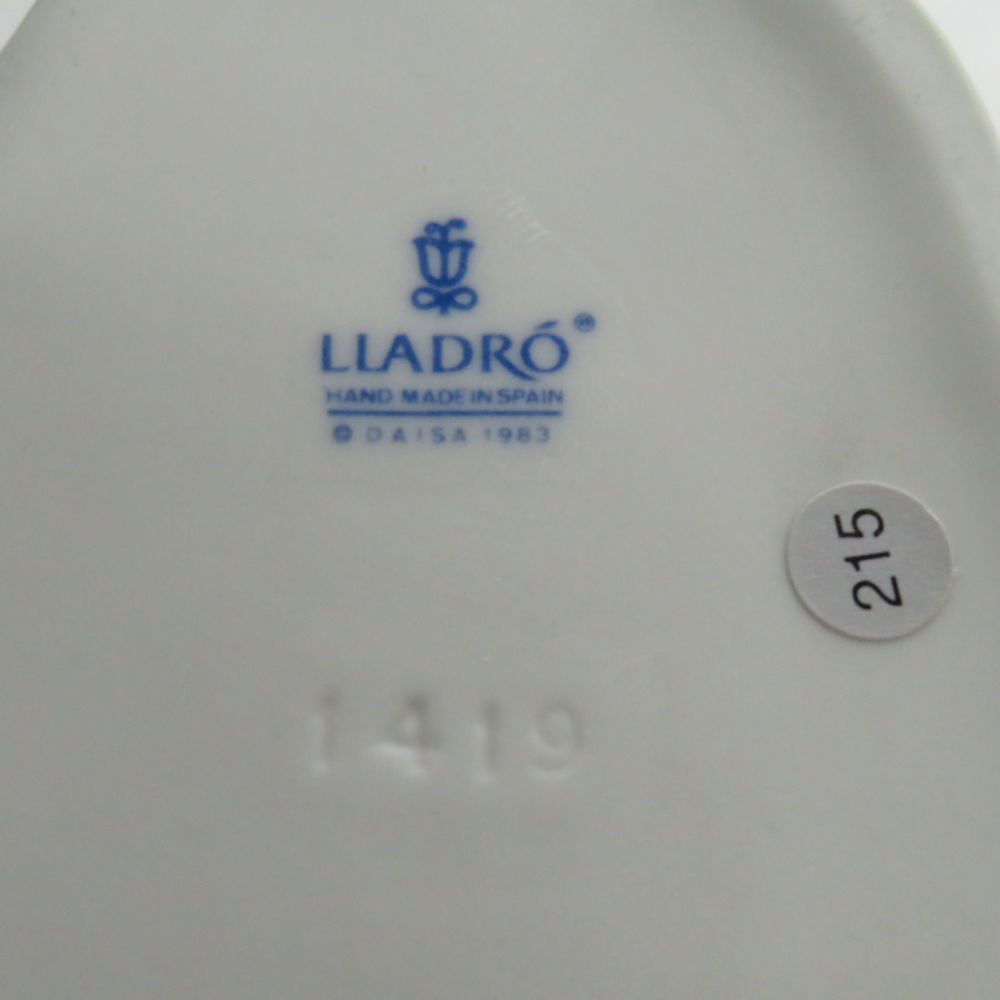 LLADRÓ®
HAND MADE IN SPAIN
© DAISA 1983
215
1419